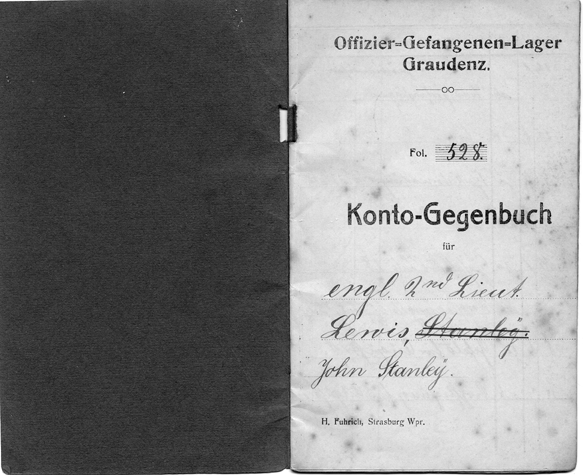 Offizier=Gefangenen=Lager
Graudenz.
Fol. 528.
Konto-Gegenbuch
für
engl. 2nd Lieut.
Lewis, Stanley.
John Stanley.
H. Fuhrich, Strasburg Wpr.